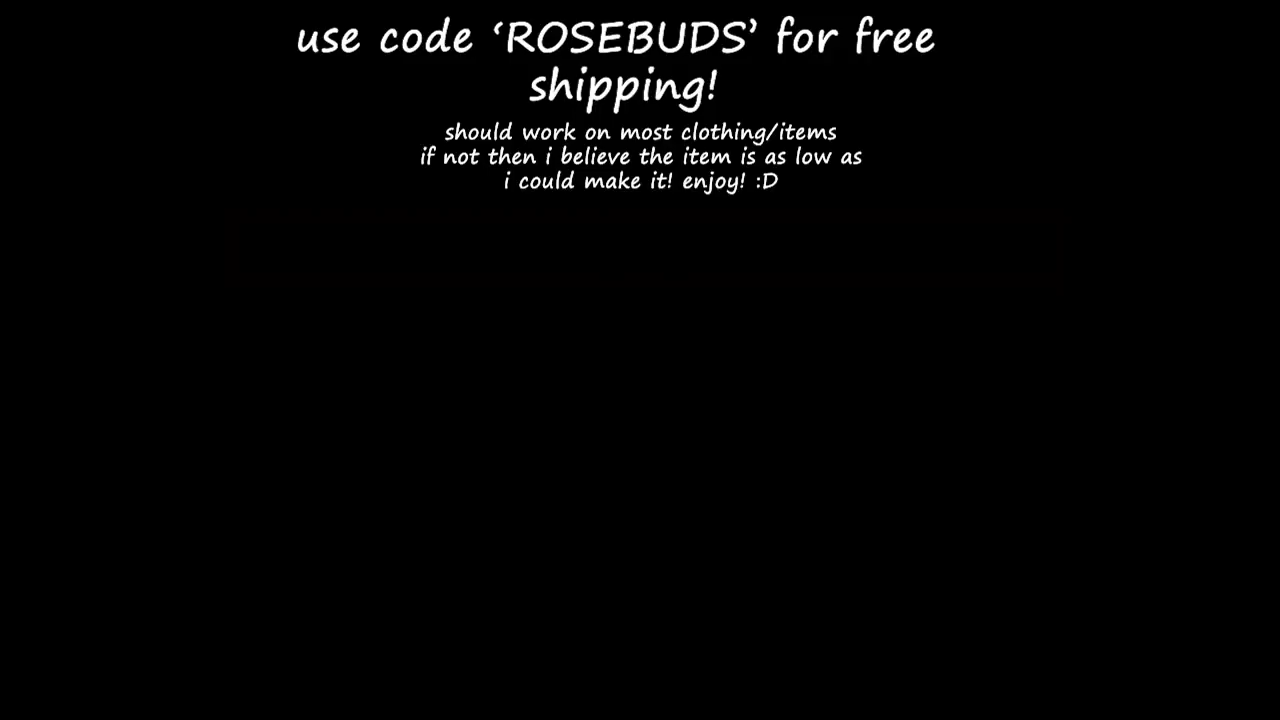 use code ‘ROSEBUDS’ for free
shipping!
should work on most clothing/items
if not then i believe the item is as low as
i could make it! enjoy! :D